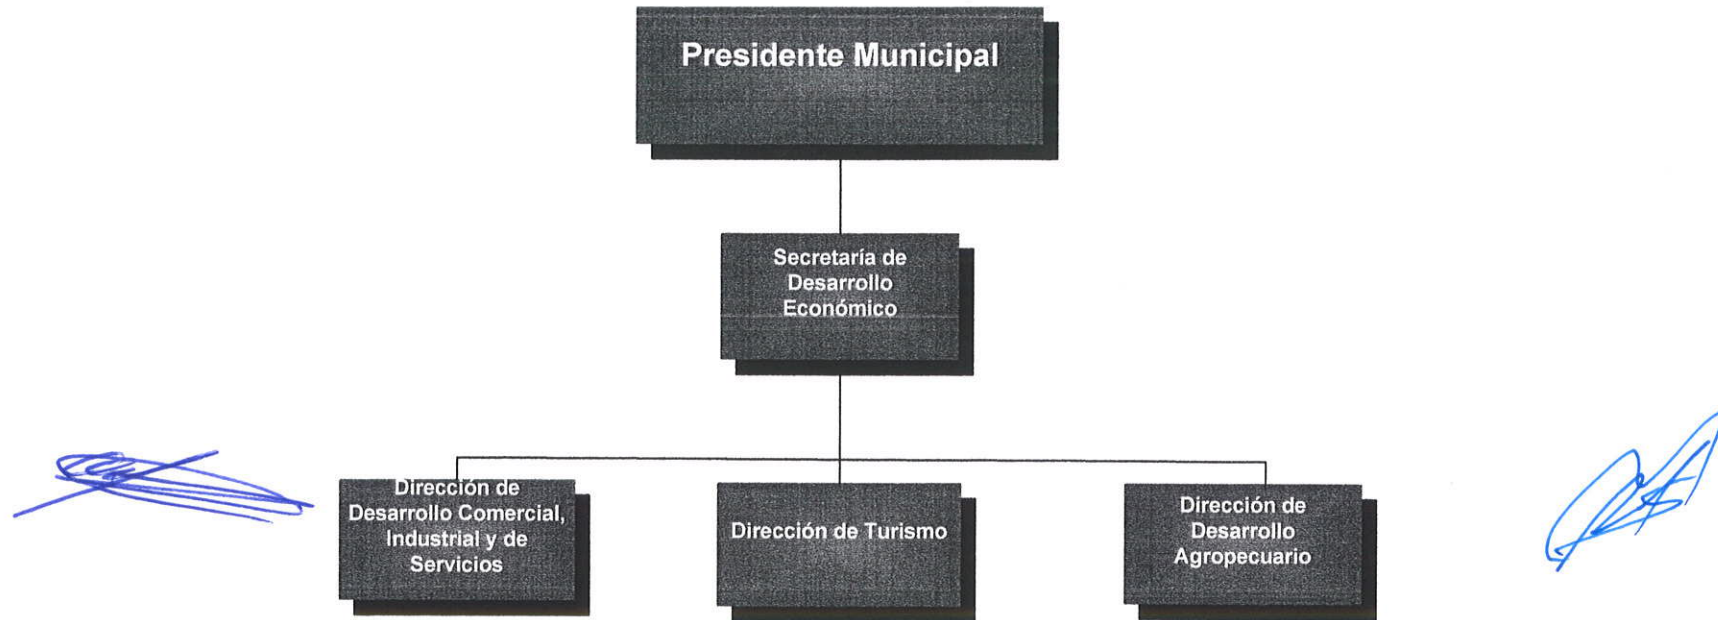 Presidente Municipal
Secretaría de
Desarrollo
Económico
Dirección de
Desarrollo Comercial,
Industrial y de
Servicios
Dirección de Turismo
Dirección de
Desarrollo
Agropecuario